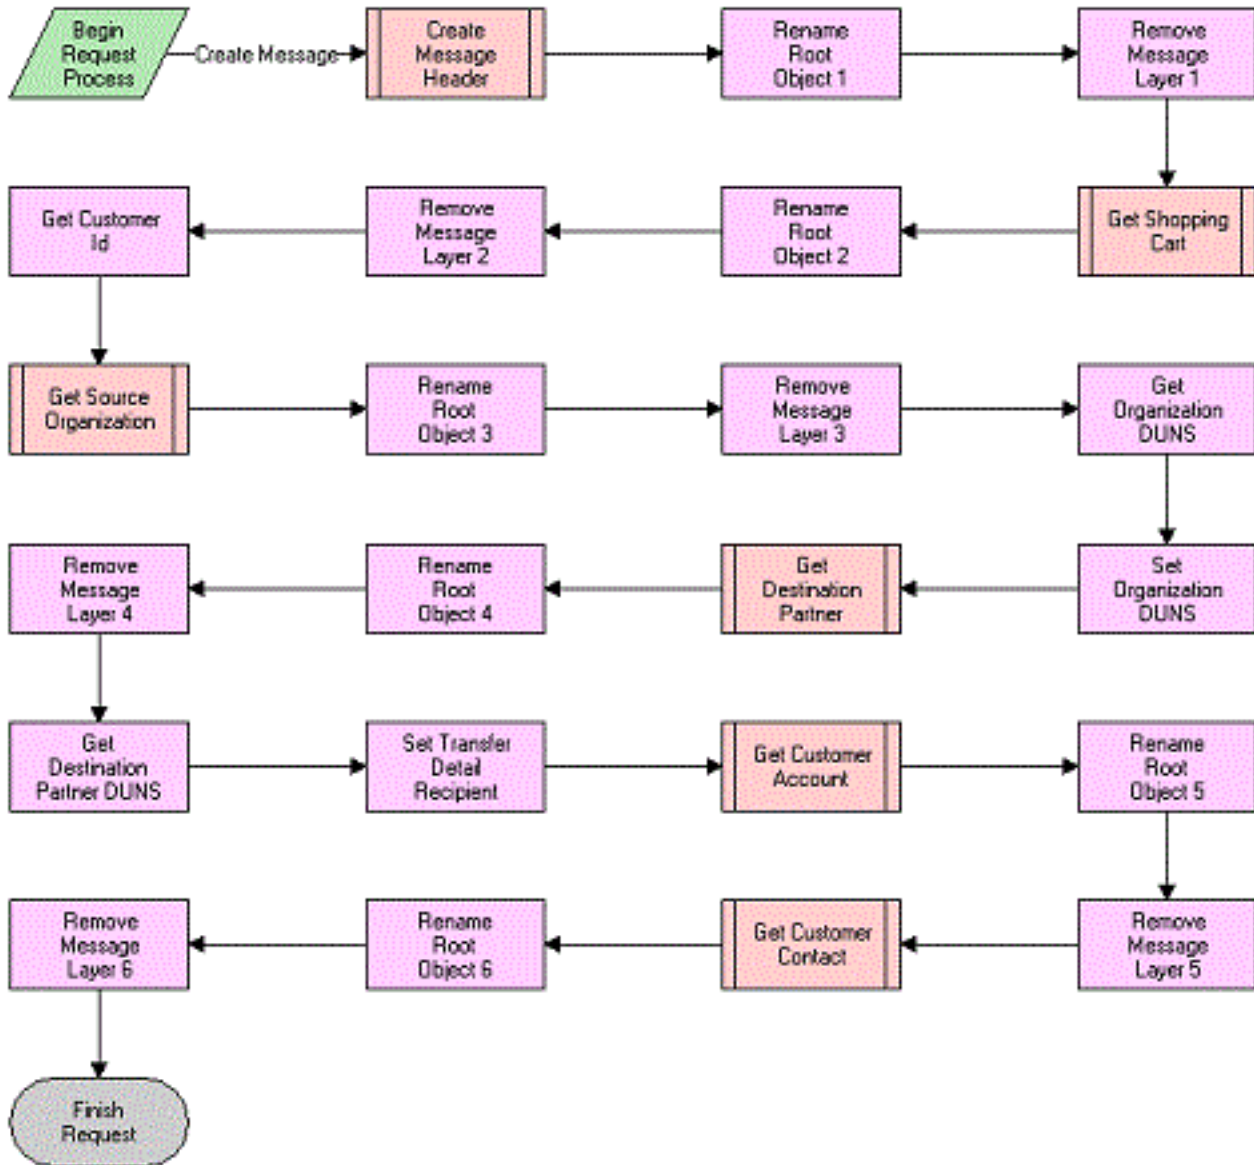 Begin
Request
Process
Create Message
Create
Message
Header
Rename
Root
Object 1
Remove
Message
Layer 1
Get Shopping
Cart
Rename
Root
Object 2
Remove
Message
Layer 2
Get Customer
Id
Get Source
Organization
Rename
Root
Object 3
Remove
Message
Layer 3
Get
Organization
DUNS
Set
Organization
DUNS
Get
Destination
Partner
Rename
Root
Object 4
Remove
Message
Layer 4
Get
Destination
Partner DUNS
Set Transfer
Detail
Recipient
Get Customer
Account
Rename
Root
Object 5
Remove
Message
Layer 5
Get Customer
Contact
Rename
Root
Object 6
Remove
Message
Layer 6
Finish
Request